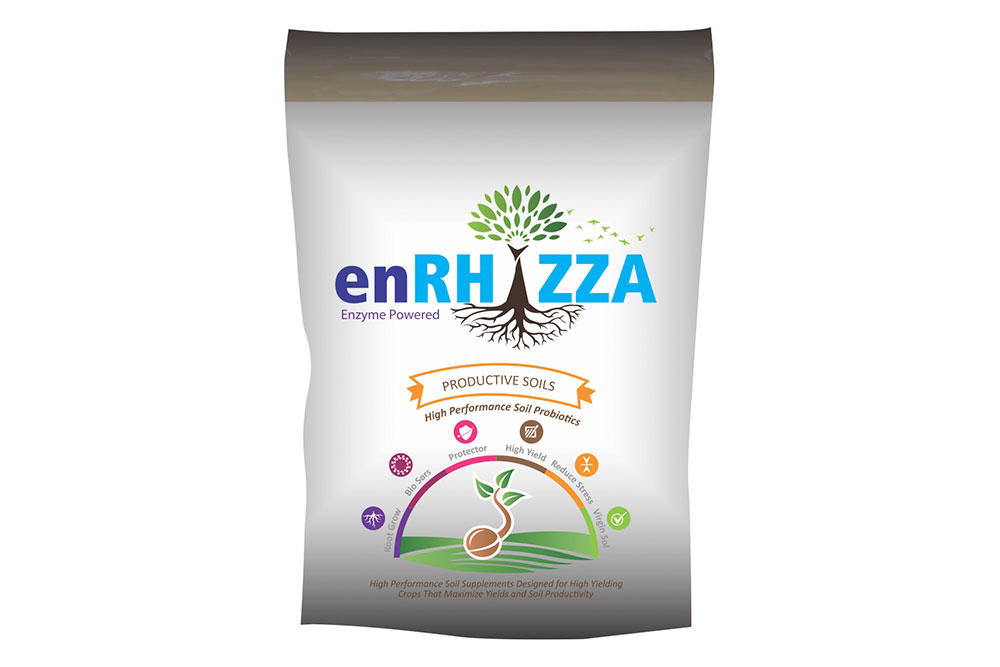 enRHIZZA
Enzyme Powered
PRODUCTIVE SOILS
High Performance Soil Probiotics
Root Grow
Bio Sors
Protector
High Yield
Reduce Stress
Virgin Sol
High Performance Soil Supplements Designed for High Yielding
Crops That Maximize Yields and Soil Productivity